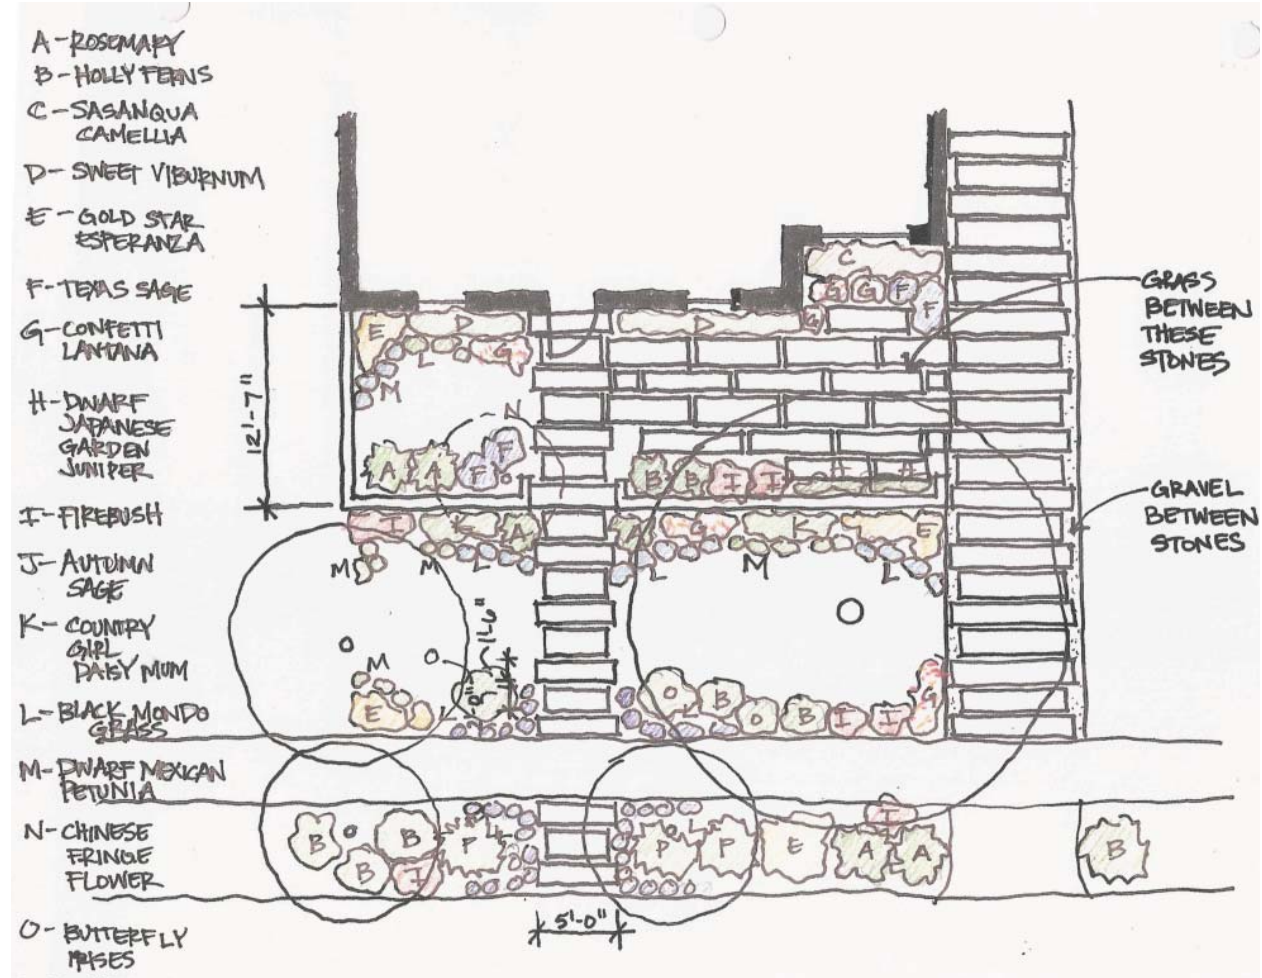 A - ROSEMARY
B - HOLLY FERNS
C - SASANQUA
CAMELLIA
D - SWEET VIBURNUM
E - GOLD STAR
ESPERANZA
F - TEXAS SAGE
G - CONFETTI
LANTANA
H - DWARF
JAPANESE
GARDEN
JUNIPER
I - FIREBUSH
J - AUTUMN
SAGE
K - COUNTRY
GIRL
DAISY MUM
L - BLACK MONDO
GRASS
M - DWARF MEXICAN
PETUNIA
N - CHINESE
FRINGE
FLOWER
O - BUTTERFLY
IRISES
C
G G F
G F
E D D
L G
M
N
F
A A F
B B I I H H
I K A G K E
M M L L M L
12'-7"
1'-6"
M
E
O B O B I I G
L
I
B B P P P E A A B
B I
5'-0"
GRASS
BETWEEN
THESE
STONES
GRAVEL
BETWEEN
STONES